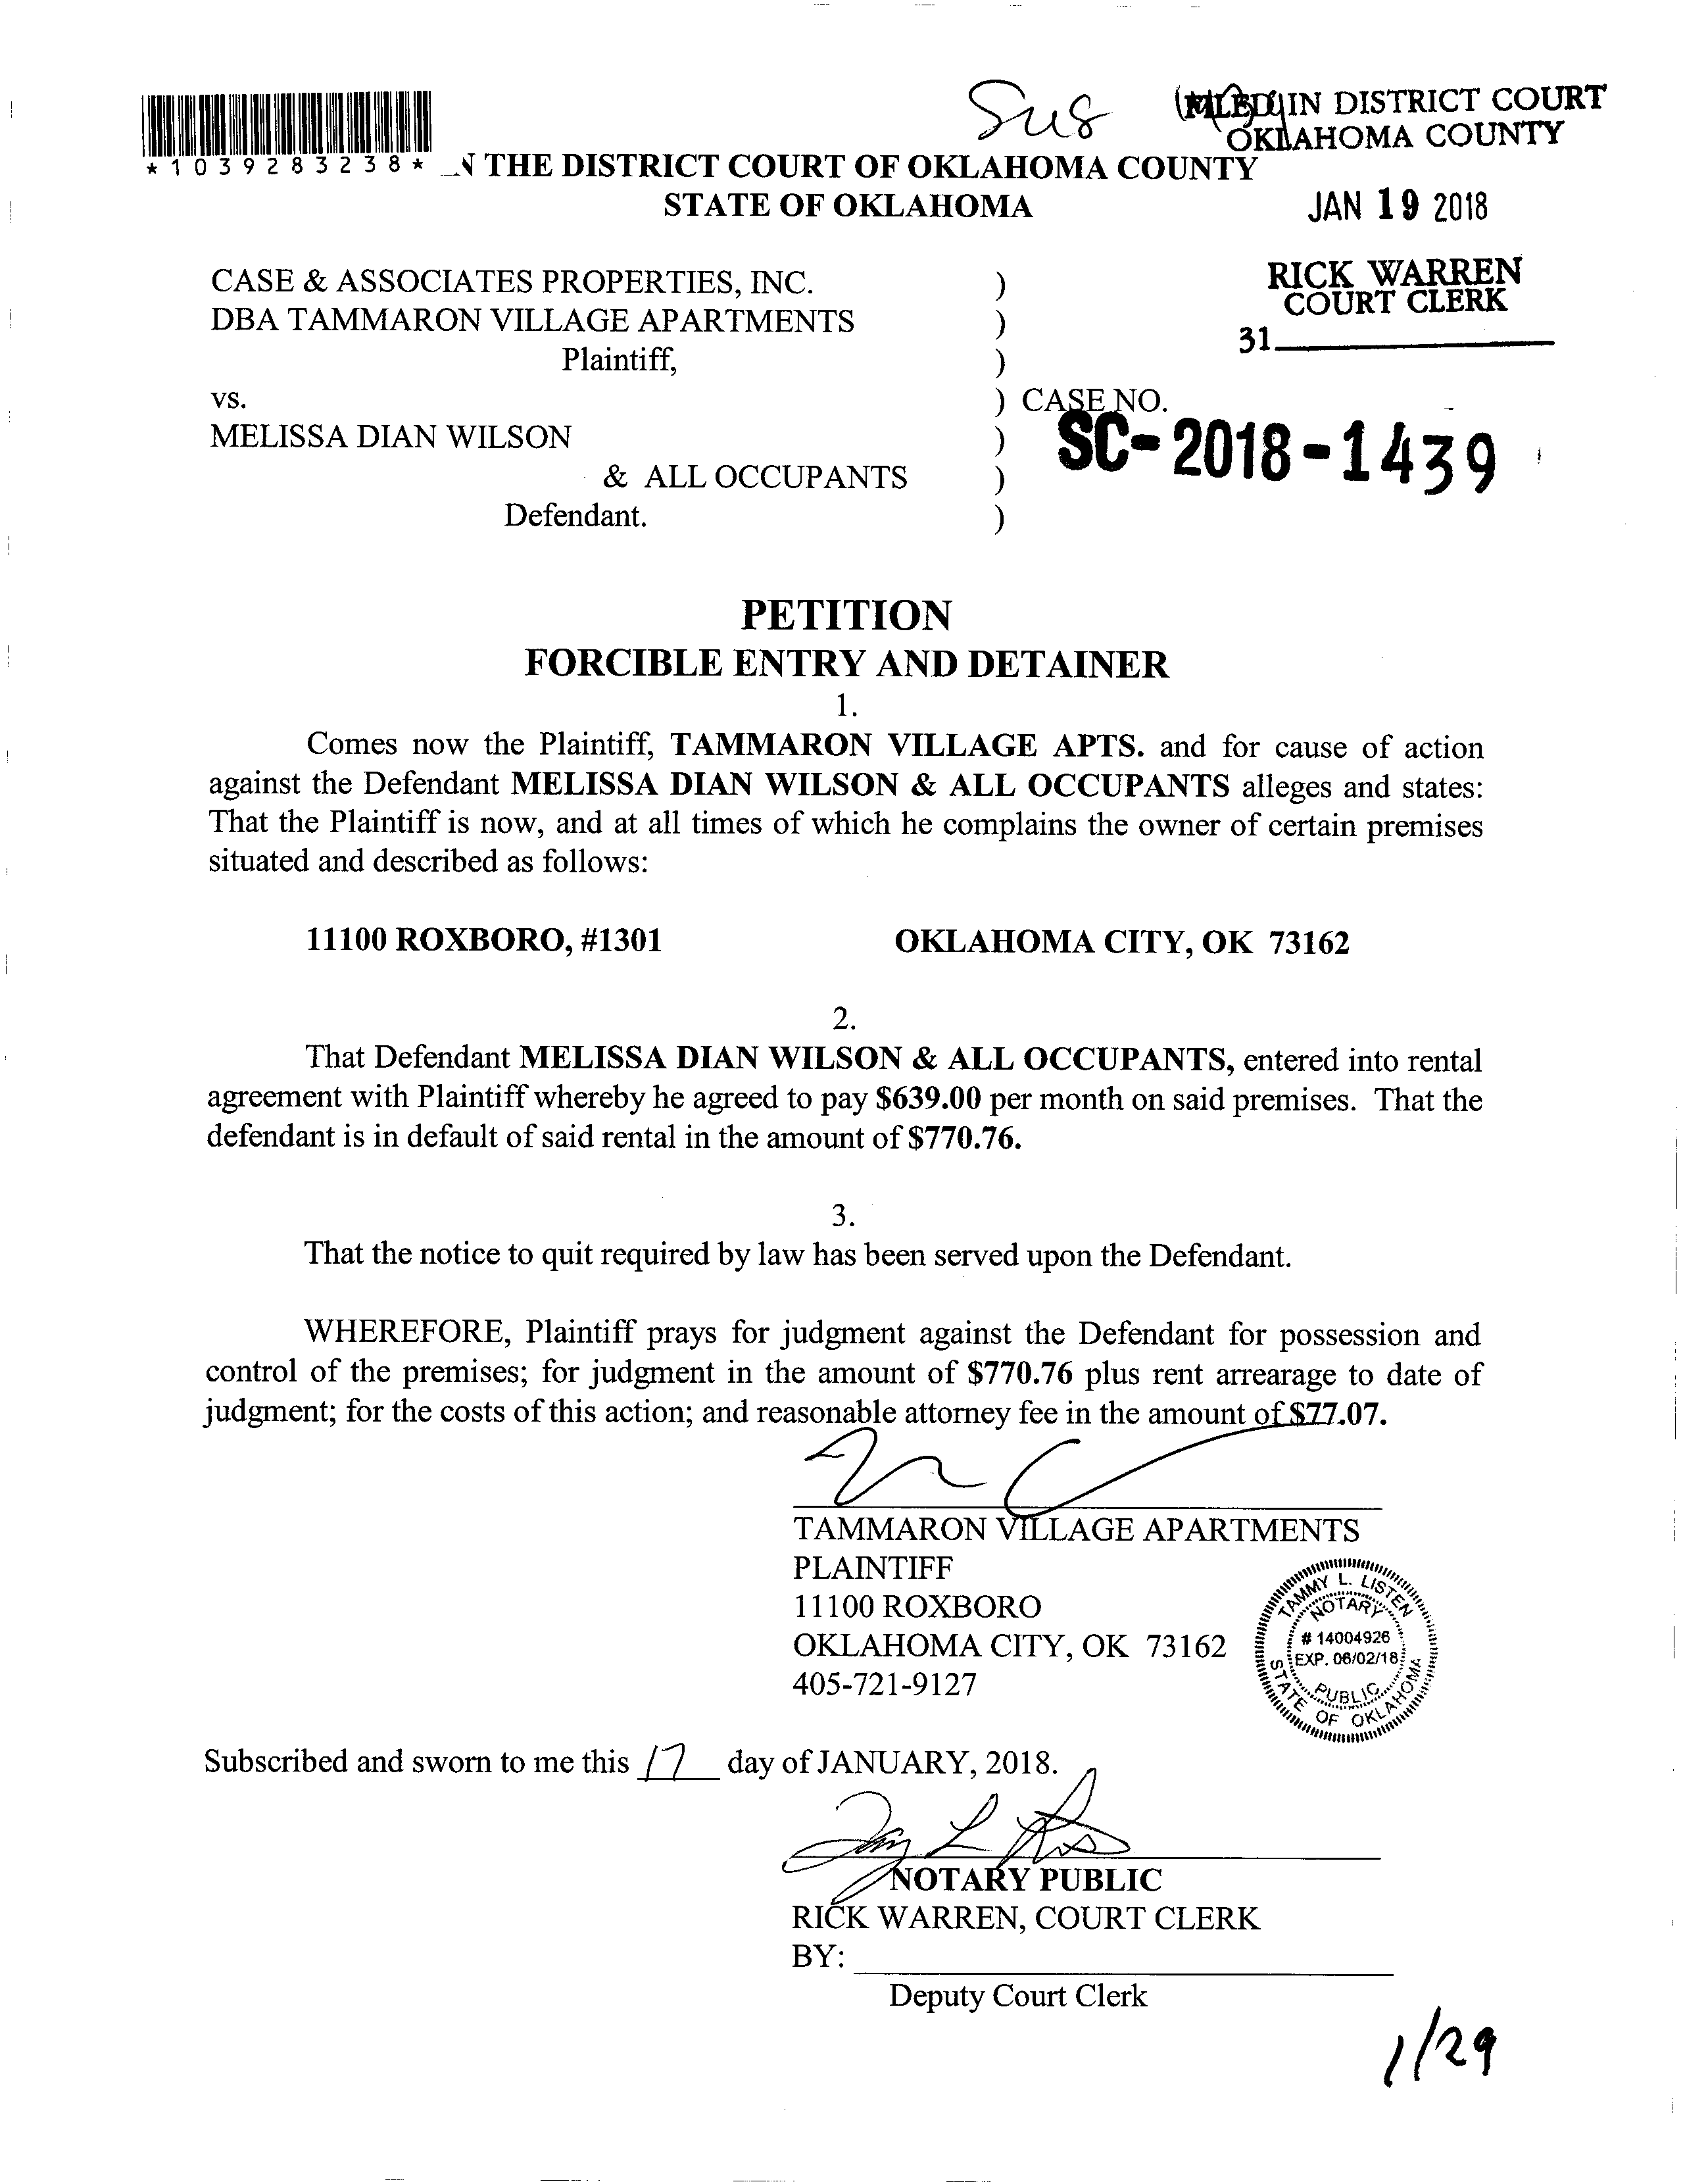 Sus
FILED IN DISTRICT COURT
OKLAHOMA COUNTY
*1039283238*
N THE DISTRICT COURT OF OKLAHOMA COUNTY
STATE OF OKLAHOMA
JAN 19 2018
CASE & ASSOCIATES PROPERTIES, INC. )
DBA TAMMARON VILLAGE APARTMENTS )
Plaintiff, )
RICK WARREN
COURT CLERK
31
vs. ) CASE NO.
MELISSA DIAN WILSON ) SC-2018-1439
& ALL OCCUPANTS )
Defendant. )
PETITION
FORCIBLE ENTRY AND DETAINER
1.
Comes now the Plaintiff, TAMMARON VILLAGE APTS. and for cause of action
against the Defendant MELISSA DIAN WILSON & ALL OCCUPANTS alleges and states:
That the Plaintiff is now, and at all times of which he complains the owner of certain premises
situated and described as follows:
11100 ROXBORO, #1301 OKLAHOMA CITY, OK 73162
2.
That Defendant MELISSA DIAN WILSON & ALL OCCUPANTS, entered into rental
agreement with Plaintiff whereby he agreed to pay $639.00 per month on said premises. That the
defendant is in default of said rental in the amount of $770.76.
3.
That the notice to quit required by law has been served upon the Defendant.
WHEREFORE, Plaintiff prays for judgment against the Defendant for possession and
control of the premises; for judgment in the amount of $770.76 plus rent arrearage to date of
judgment; for the costs of this action; and reasonable attorney fee in the amount of $77.07.
TAMMARON VILLAGE APARTMENTS
PLAINTIFF
11100 ROXBORO
OKLAHOMA CITY, OK 73162
405-721-9127
TAMMY L. LISTEN
NOTARY
# 14004926
EXP. 06/02/18
PUBLIC
STATE OF OKLAHOMA
Subscribed and sworn to me this 17 day of JANUARY, 2018.
NOTARY PUBLIC
RICK WARREN, COURT CLERK
BY:
Deputy Court Clerk
1/29